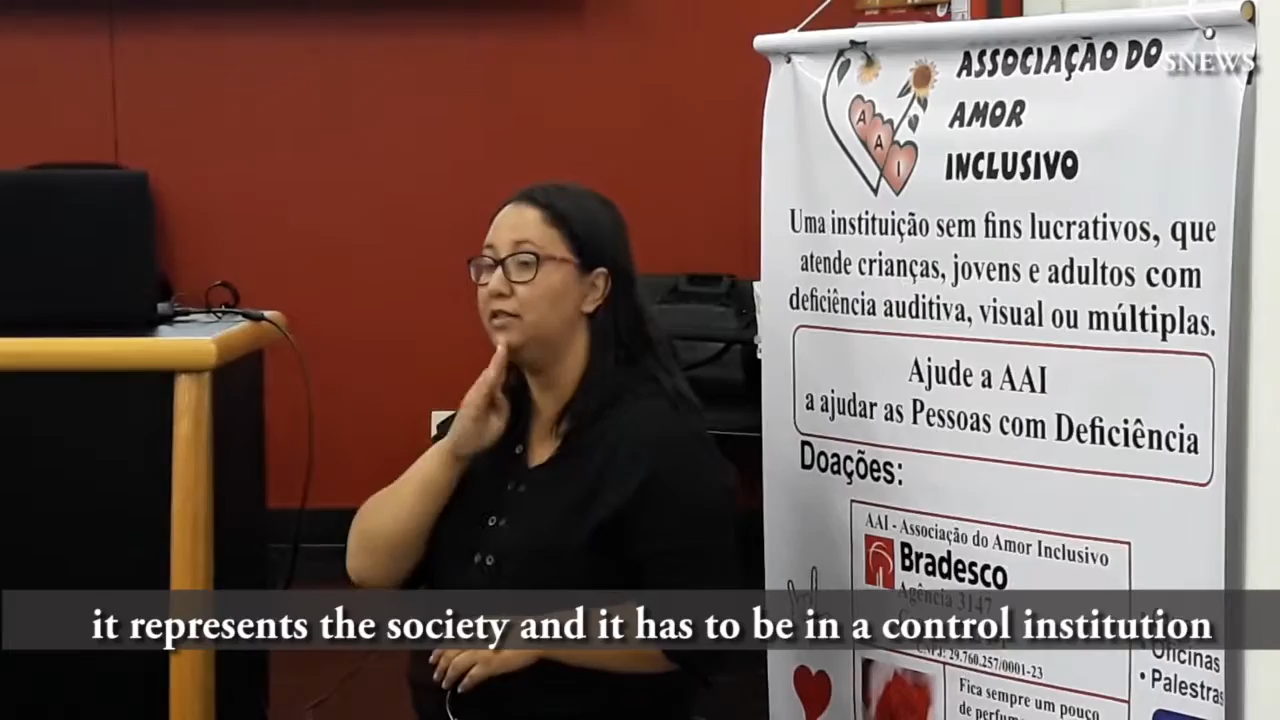 SNEWS
ASSOCIAÇÃO DO
AMOR
INCLUSIVO
A
A
I
Uma instituição sem fins lucrativos, que
atende crianças, jovens e adultos com
deficiência auditiva, visual ou múltiplas.
Ajude a AAI
a ajudar as Pessoas com Deficiência
Doações:
AAI - Associação do Amor Inclusivo
Bradesco
Agência 3147
CNPJ: 29.760.257/0001-23
Oficinas
• Palestras
Fica sempre um pouco
de perfume
it represents the society and it has to be in a control institution